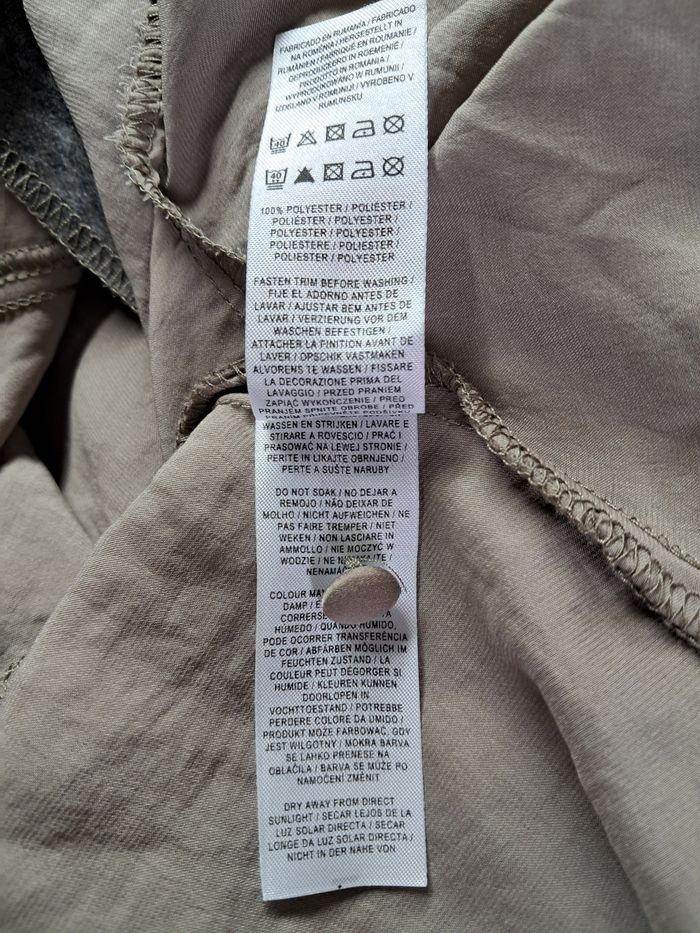 FABRICADO EN RUMANÍA / FABRICADO
NA ROMÉNIA / HERGESTELLT IN
RUMÄNIEN / FABRIQUÉ EN ROUMANIE /
GEPRODUCEERD IN ROEMENIË /
PRODOTTO IN ROMANIA /
WYPRODUKOWANO W RUMUNII /
IZDELANO V ROMUNIJI / VYROBENO V
RUMUNSKU
40
40
100% POLYESTER / POLIÉSTER /
POLIÉSTER / POLYESTER /
POLYESTER / POLYESTER /
POLIESTERE / POLIESTER /
POLIESTER / POLYESTER
FASTEN TRIM BEFORE WASHING /
FIJE EL ADORNO ANTES DE
LAVAR / AJUSTAR BEM ANTES DE
LAVAR / VERZIERUNG VOR DEM
WASCHEN BEFESTIGEN /
ATTACHER LA FINITION AVANT DE
LAVER / OPSCHIK VASTMAKEN
ALVORENS TE WASSEN / FISSARE
LA DECORAZIONE PRIMA DEL
LAVAGGIO / PRZED PRANIEM
ZAPIĄĆ WYKOŃCZENIE / PRED
PRANJEM SPNITE OBROBE / PŘED
PRANÍM PŘIPEVNĚTE
WASSEN EN STRIJKEN / LAVARE E
STIRARE A ROVESCIO / PRAĆ I
PRASOWAĆ NA LEWEJ STRONIE /
PERITE IN LIKAJTE OBRNJENO /
PERTE A SUŠTE NARUBY
DO NOT SOAK / NO DEJAR A
REMOJO / NÃO DEIXAR DE
MOLHO / NICHT AUFWEICHEN / NE
PAS FAIRE TREMPER / NIET
WEKEN / NON LASCIARE IN
AMMOLLO / NIE MOCZYĆ W
WODZIE / NE
COLOUR
DAMP /
HÚMEDO / QUANDO HÚMIDO,
PODE OCORRER TRANSFERÊNCIA
DE COR / ABFÄRBEN MÖGLICH IM
FEUCHTEN ZUSTAND / LA
COULEUR PEUT DÉGORGER SI
HUMIDE / KLEUREN KUNNEN
DOORLOPEN IN
VOCHTTOESTAND / POTREBBE
PERDERE COLORE DA UMIDO /
PRODUKT MOŻE FARBOWAĆ, GDY
JEST WILGOTNY / MOKRA BARVA
SE LAHKO PRENESE NA
OBLAČILA / BARVA SE MŮŽE PO
NAMOČENÍ ZMĚNIT
DRY AWAY FROM DIRECT
SUNLIGHT / SECAR LEJOS DE LA
LUZ SOLAR DIRECTA / SECAR
LONGE DA LUZ SOLAR DIRECTA /
NICHT IN DER NÄHE VON